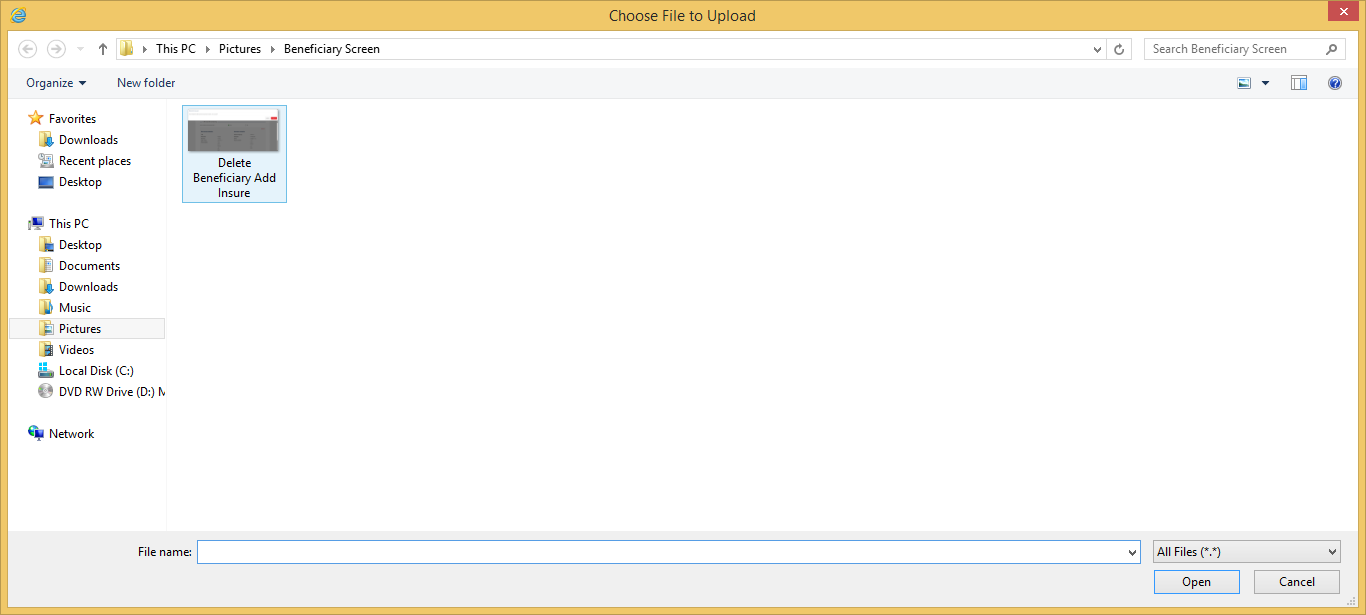 Choose File to Upload
This PC
Pictures
Beneficiary Screen
Search Beneficiary Screen
Organize
New folder
Favorites
Downloads
Recent places
Desktop
This PC
Desktop
Documents
Downloads
Music
Pictures
Videos
Local Disk (C:)
DVD RW Drive (D:) M
Network
Delete
Beneficiary Add
Insure
File name:
All Files (*.*)
Open
Cancel